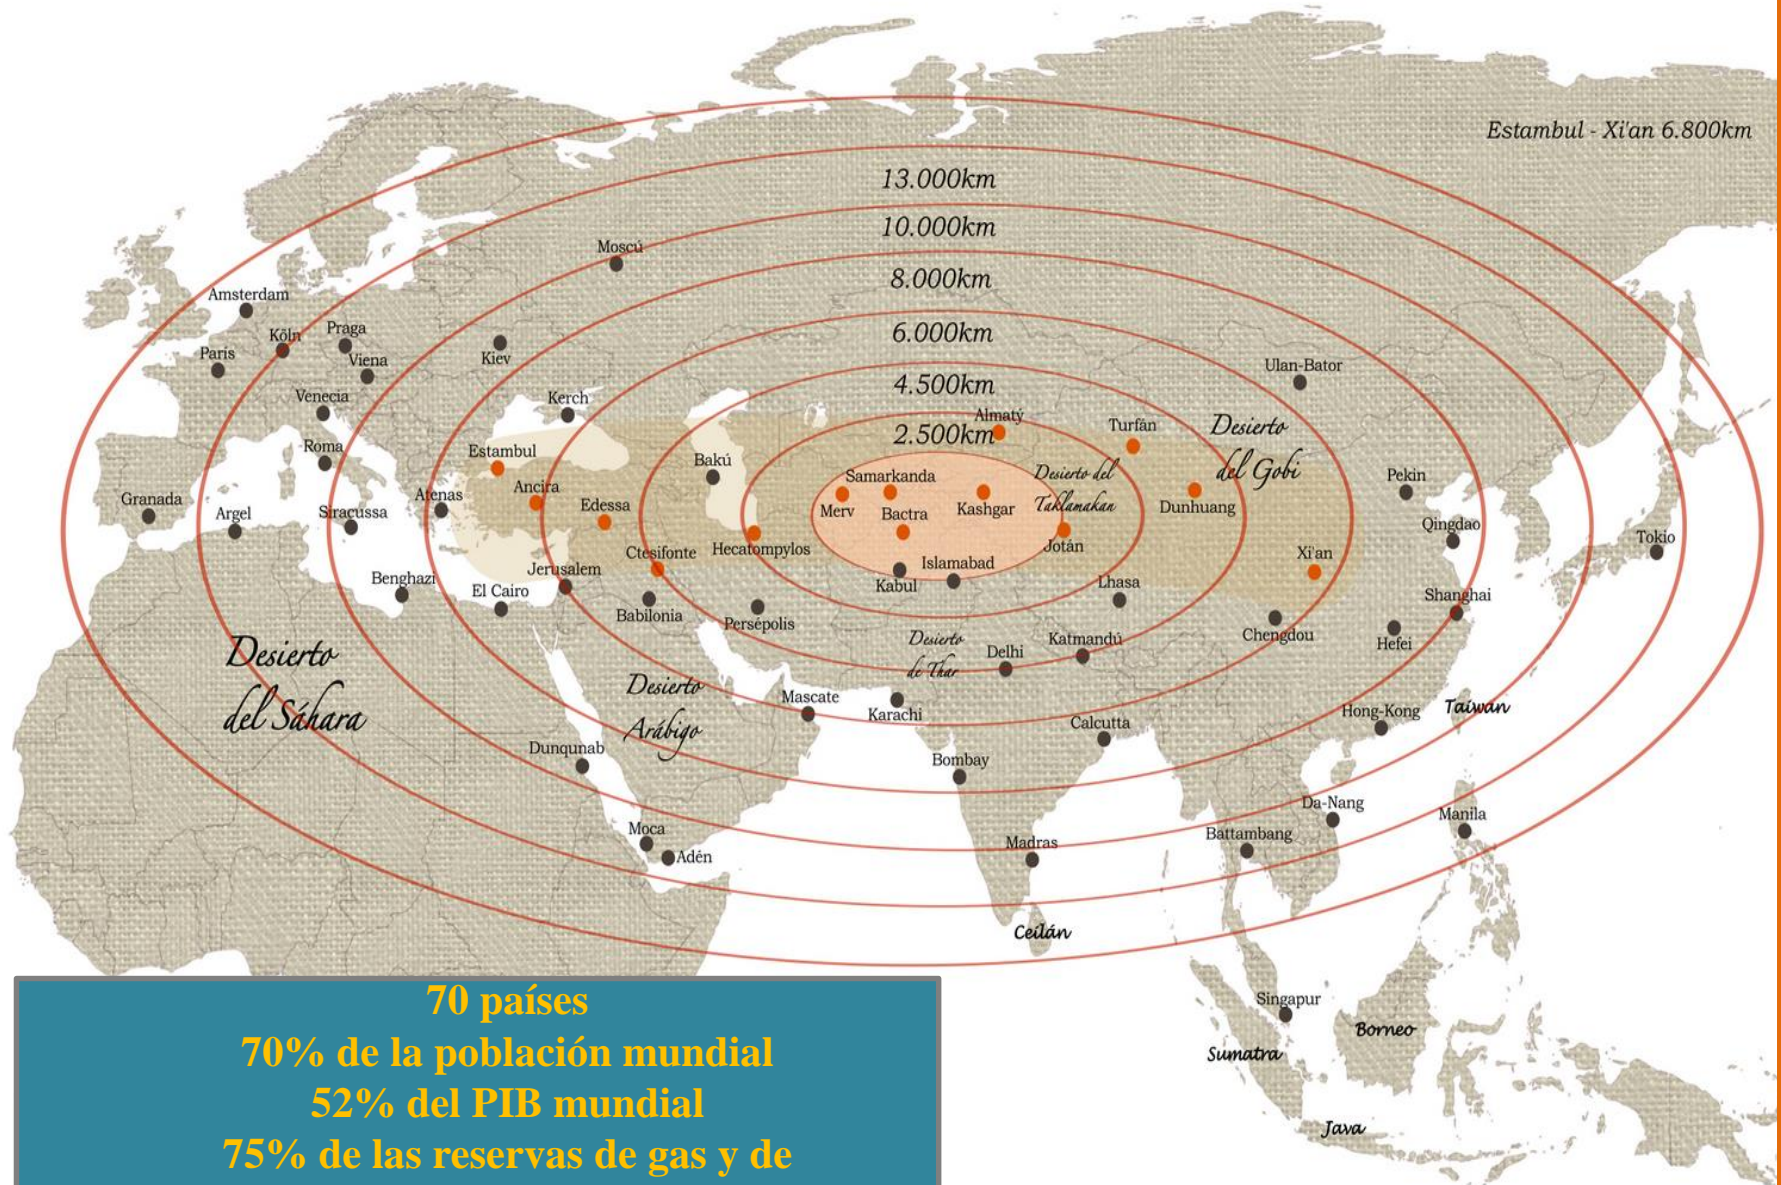 Estambul - Xi'an 6.800km
13.000km
10.000km
8.000km
6.000km
4.500km
2.500km
Moscú
Amsterdam
Köln
Praga
París
Viena
Kiev
Venecia
Kerch
Roma
Estambul
Bakú
Almatý
Turfán
Ulan-Bator
Desierto
del Gobi
Granada
Argel
Siracussa
Atenas
Ancira
Edessa
Samarkanda
Merv
Bactra
Kashgar
Desierto del
Taklamakan
Dunhuang
Pekin
Qingdao
Tokio
Ctesifonte
Hecatompylos
Jotán
Xi'an
Benghazi
El Cairo
Jerusalem
Babilonia
Persépolis
Kabul
Islamabad
Lhasa
Chengdou
Hefei
Shanghai
Desierto
del Sáhara
Desierto
Arábigo
Desierto
de Thar
Delhi
Katmandú
Mascate
Karachi
Calcutta
Hong-Kong
Taiwan
Dunqunab
Bombay
Moca
Adén
Madras
Da-Nang
Battambang
Manila
Ceilán
Singapur
Borneo
Sumatra
Java
70 países
70% de la población mundial
52% del PIB mundial
75% de las reservas de gas y de